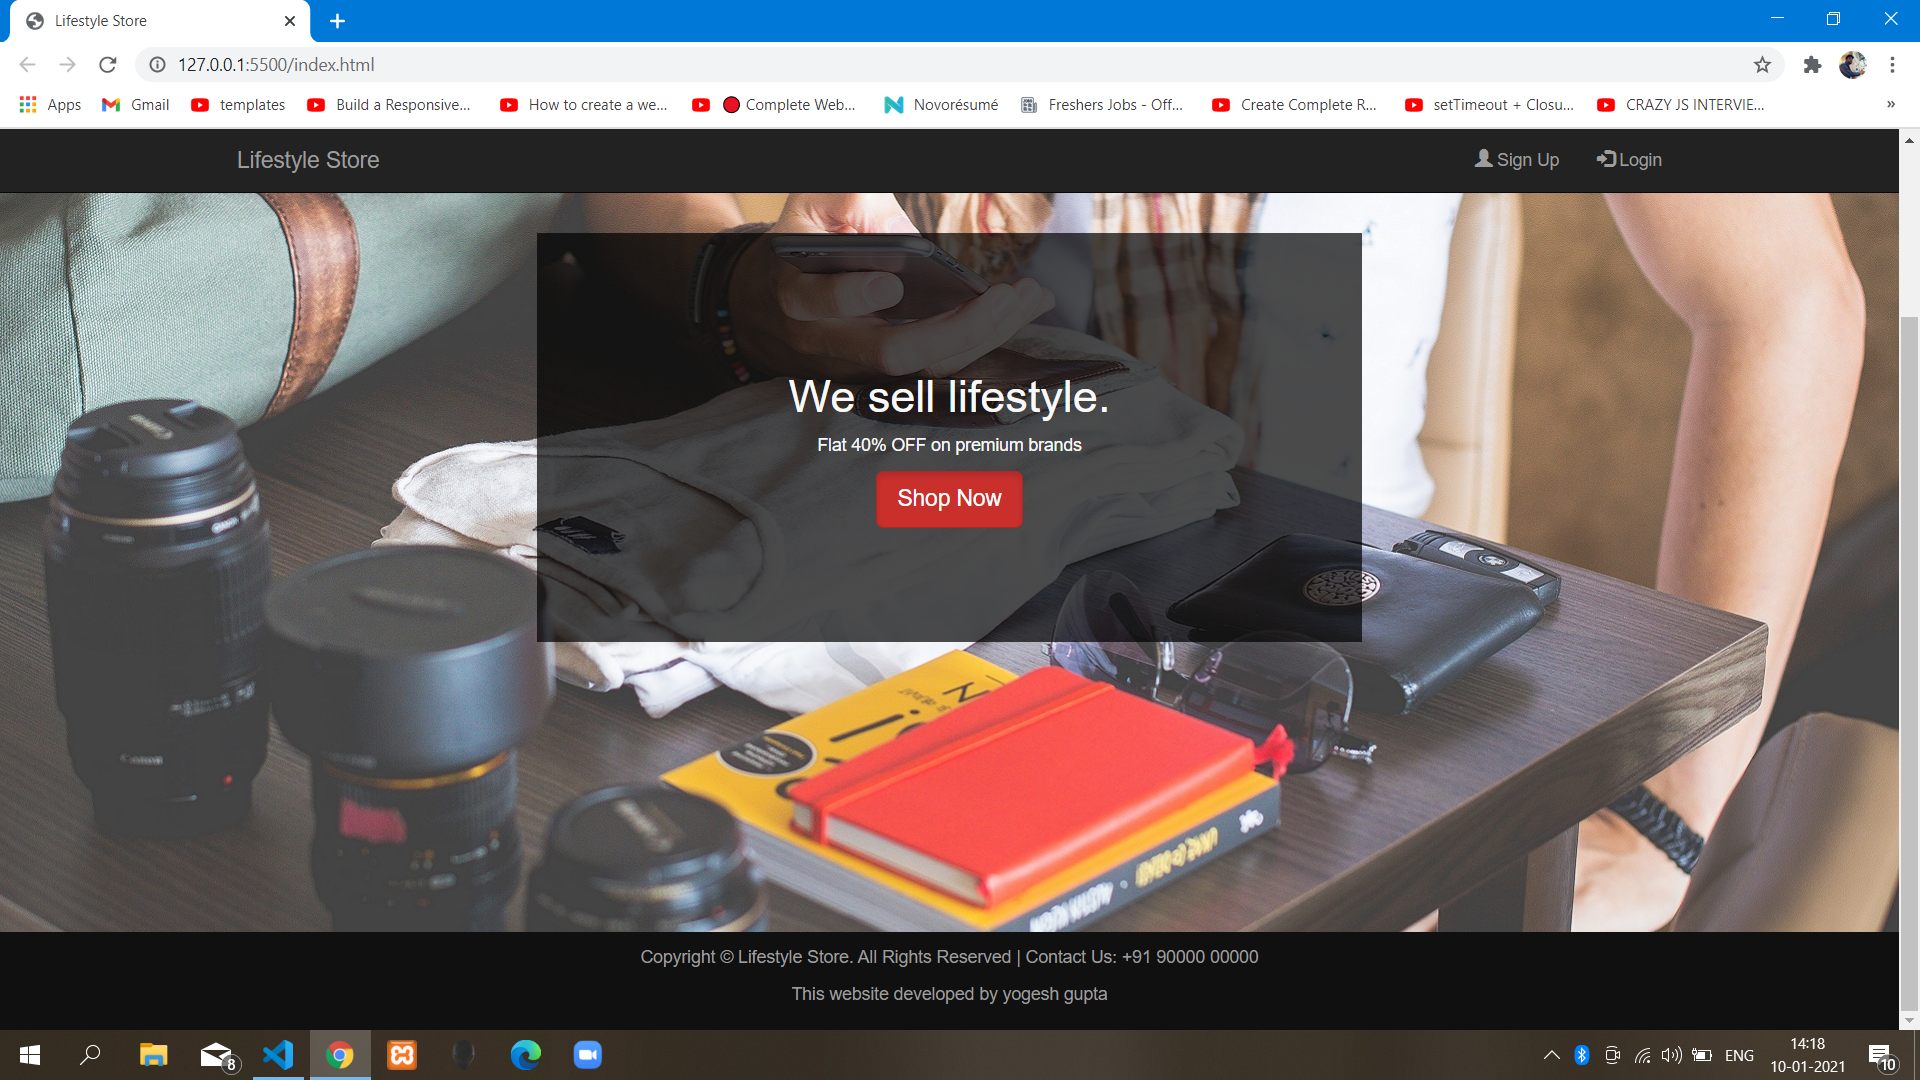 Lifestyle Store
127.0.0.1:5500/index.html
Apps Gmail templates Build a Responsive... How to create a we... Complete Web... Novorésumé Freshers Jobs - Off... Create Complete R... setTimeout + Closu... CRAZY JS INTERVIE... »
Lifestyle Store Sign Up Login
We sell lifestyle.
Flat 40% OFF on premium brands
Shop Now
Canon
Copyright © Lifestyle Store. All Rights Reserved | Contact Us: +91 90000 00000
This website developed by yogesh gupta
8
ENG
14:18
10-01-2021
10